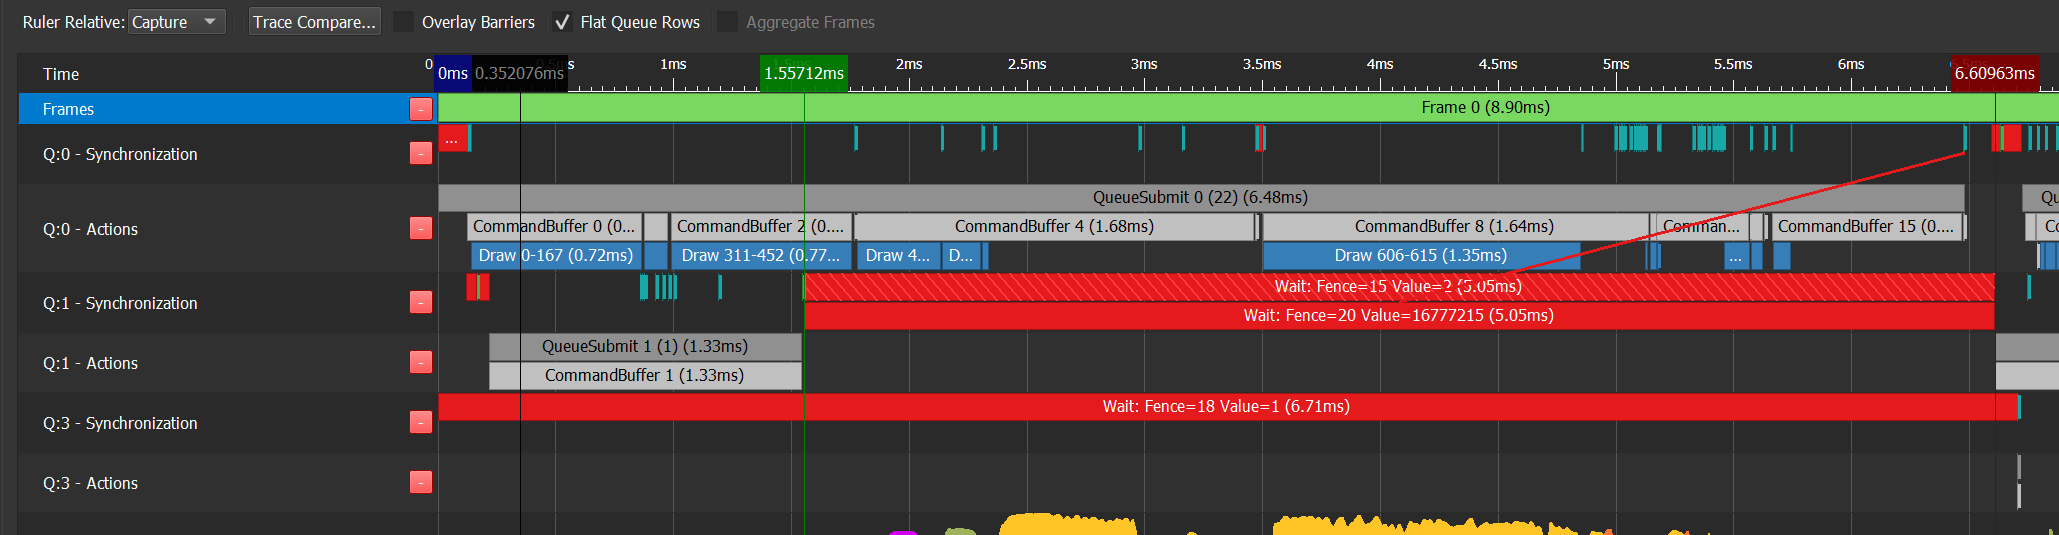 Ruler Relative: Capture Trace Compare... Overlay Barriers Flat Queue Rows Aggregate Frames
Time 0 0ms 0.352076ms 1ms 1.55712ms 2ms 2.5ms 3ms 3.5ms 4ms 4.5ms 5ms 5.5ms 6ms 6.60963ms
Frames - Frame 0 (8.90ms)
Q:0 - Synchronization - ...
QueueSubmit 0 (22) (6.48ms) Qu
Q:0 - Actions - CommandBuffer 0 (0... CommandBuffer 2 (0.... CommandBuffer 4 (1.68ms) CommandBuffer 8 (1.64ms) Comman... CommandBuffer 15 (0.... Cc
Draw 0-167 (0.72ms) Draw 311-452 (0.77... Draw 4... D... Draw 606-615 (1.35ms) ...
Wait: Fence=15 Value=2 (5.05ms)
Q:1 - Synchronization -
Wait: Fence=20 Value=16777215 (5.05ms)
QueueSubmit 1 (1) (1.33ms)
Q:1 - Actions -
CommandBuffer 1 (1.33ms)
Wait: Fence=18 Value=1 (6.71ms)
Q:3 - Synchronization -
Q:3 - Actions -